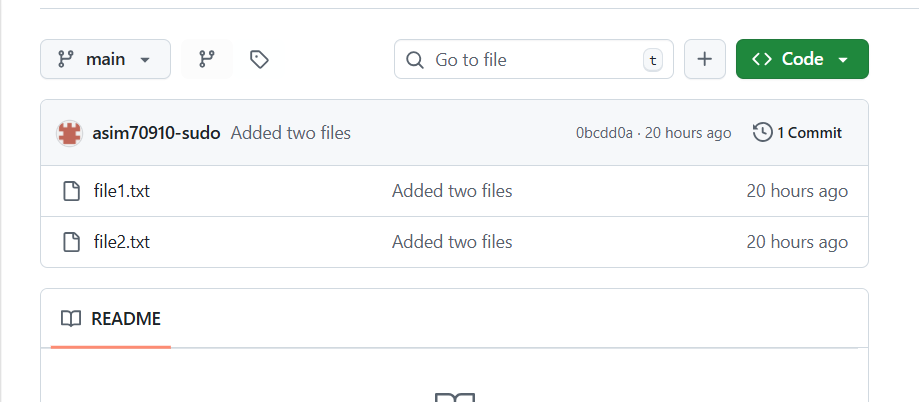 main Go to file t Code
asim70910-sudo Added two files 0bcdd0a · 20 hours ago 1 Commit
file1.txt Added two files 20 hours ago
file2.txt Added two files 20 hours ago
README